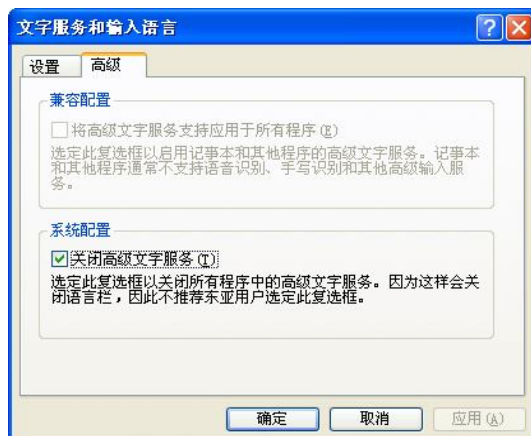 文字服务和输入语言
设置 高级
兼容配置
将高级文字服务支持应用于所有程序(E)
选定此复选框以启用记事本和其他程序的高级文字服务。记事本
和其他程序通常不支持语音识别、手写识别和其他高级输入服
务。
系统配置
关闭高级文字服务(T)
选定此复选框以关闭所有程序中的高级文字服务。因为这样会关
闭语言栏，因此不推荐东亚用户选定此复选框。
确定 取消 应用(A)